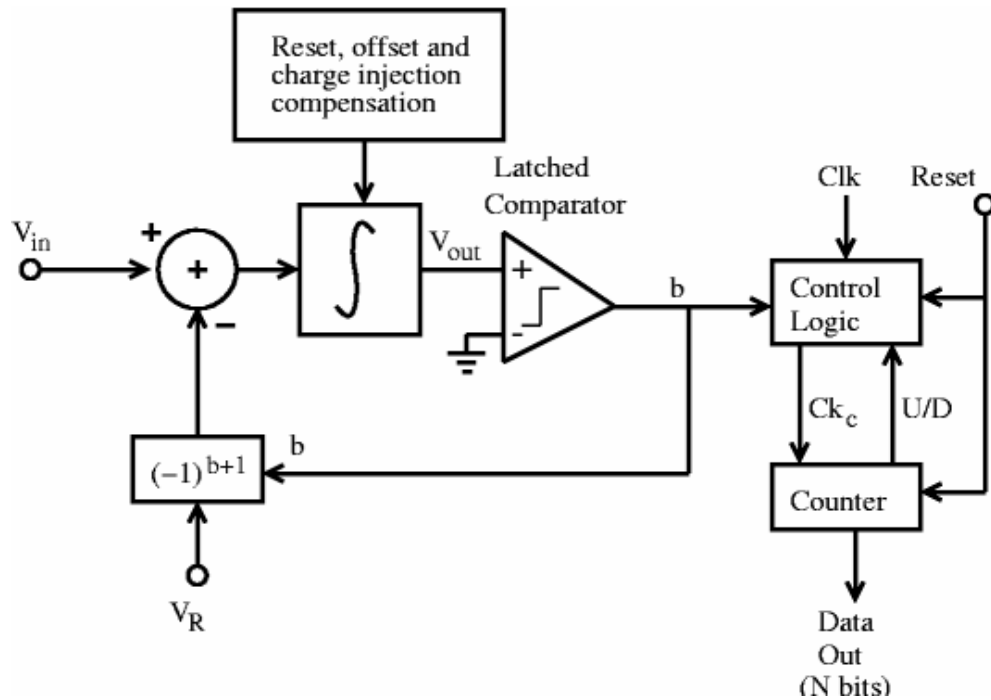 Reset, offset and
charge injection
compensation
Latched
Comparator
Clk
Reset
V_in
+
+
−
V_out
+
-
b
Control
Logic
Ck_c
U/D
b
(−1)^{b+1}
Counter
V_R
Data
Out
(N bits)